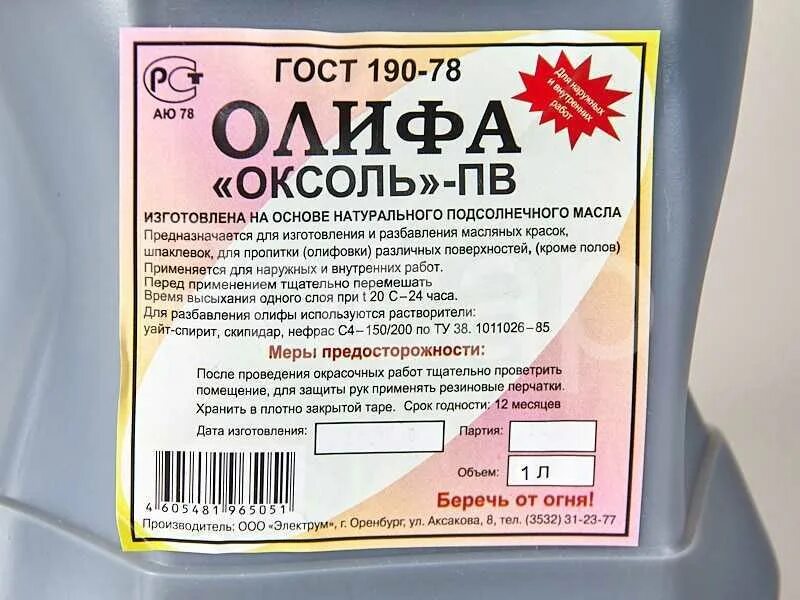 ГОСТ 190-78
РСТ
АЮ 78
Для наружных
и внутренних
работ
ОЛИФА
«ОКСОЛЬ»-ПВ
ИЗГОТОВЛЕНА НА ОСНОВЕ НАТУРАЛЬНОГО ПОДСОЛНЕЧНОГО МАСЛА
Предназначается для изготовления и разбавления масляных красок,
шпаклевок, для пропитки (олифовки) различных поверхностей, (кроме полов)
Применяется для наружных и внутренних работ.
Перед применением тщательно перемешать
Время высыхания одного слоя при t 20 С–24 часа.
Для разбавления олифы используются растворители:
уайт-спирит, скипидар, нефрас С4–150/200 по ТУ 38. 1011026–85
Меры предосторожности:
После проведения окрасочных работ тщательно проветрить
помещение, для защиты рук применять резиновые перчатки.
Хранить в плотно закрытой таре. Срок годности: 12 месяцев
Дата изготовления: Партия:
Объем: 1 Л
4 605481 965051
Беречь от огня!
Производитель: ООО «Электрум», г. Оренбург, ул. Аксакова, 8, тел. (3532) 31-23-77